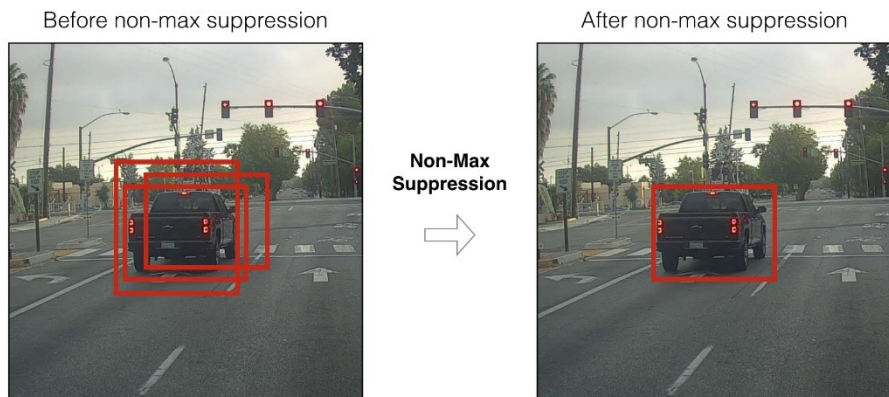 Before non-max suppression
After non-max suppression
Non-Max
Suppression